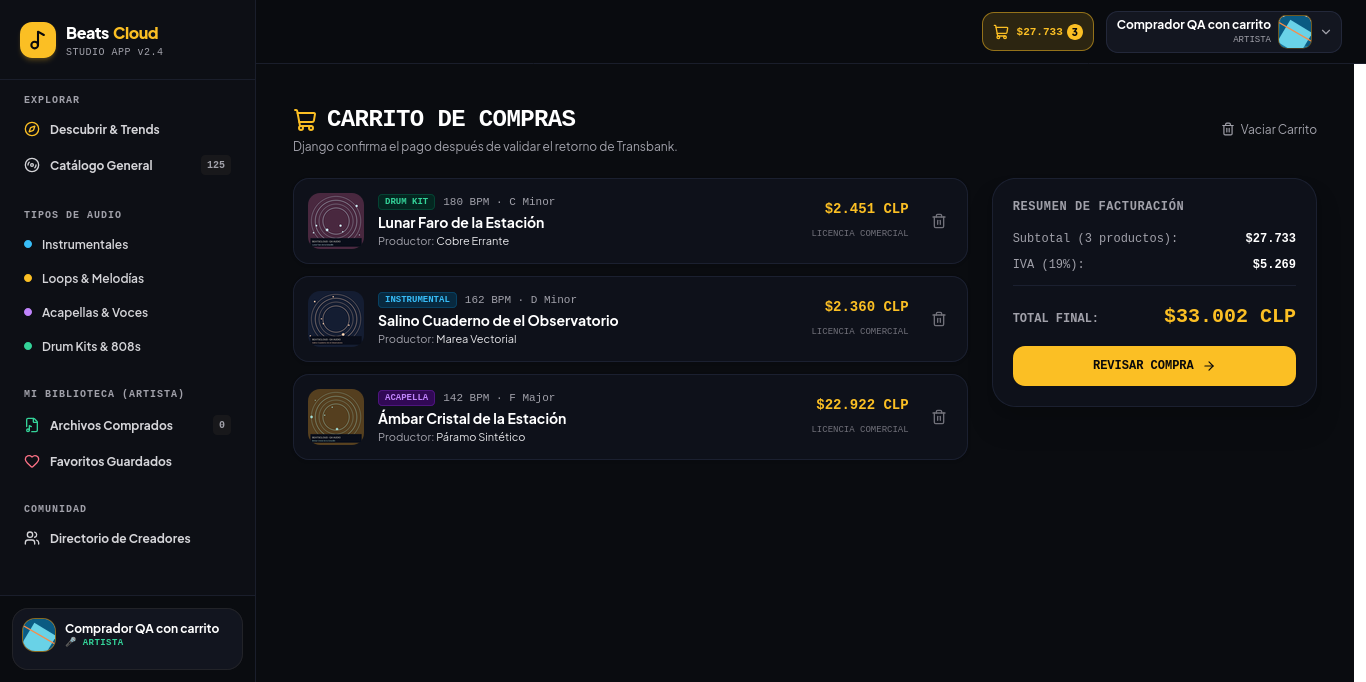 Beats Cloud
STUDIO APP v2.4
EXPLORAR
Descubrir & Trends
Catálogo General 125
TIPOS DE AUDIO
Instrumentales
Loops & Melodías
Acapellas & Voces
Drum Kits & 808s
MI BIBLIOTECA (ARTISTA)
Archivos Comprados 0
Favoritos Guardados
COMUNIDAD
Directorio de Creadores
Comprador QA con carrito
ARTISTA
$27.733 3
Comprador QA con carrito
ARTISTA
CARRITO DE COMPRAS
Django confirma el pago después de validar el retorno de Transbank.
Vaciar Carrito
DRUM KIT 180 BPM · C Minor
Lunar Faro de la Estación
Productor: Cobre Errante
$2.451 CLP
LICENCIA COMERCIAL
INSTRUMENTAL 162 BPM · D Minor
Salino Cuaderno de el Observatorio
Productor: Marea Vectorial
$2.360 CLP
LICENCIA COMERCIAL
ACAPELLA 142 BPM · F Major
Ámbar Cristal de la Estación
Productor: Páramo Sintético
$22.922 CLP
LICENCIA COMERCIAL
RESUMEN DE FACTURACIÓN
Subtotal (3 productos): $27.733
IVA (19%): $5.269
TOTAL FINAL: $33.002 CLP
REVISAR COMPRA →